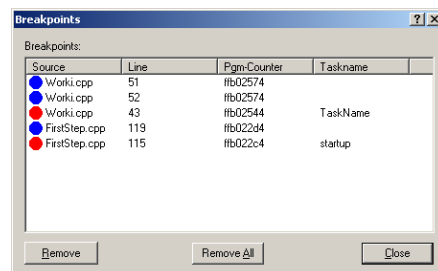 Breakpoints
Breakpoints:
Source Line Pgm-Counter Taskname
Worki.cpp 51 ffb02574
Worki.cpp 52 ffb02574
Worki.cpp 43 ffb02544 TaskName
FirstStep.cpp 119 ffb022d4
FirstStep.cpp 115 ffb022c4 startup
Remove Remove All Close